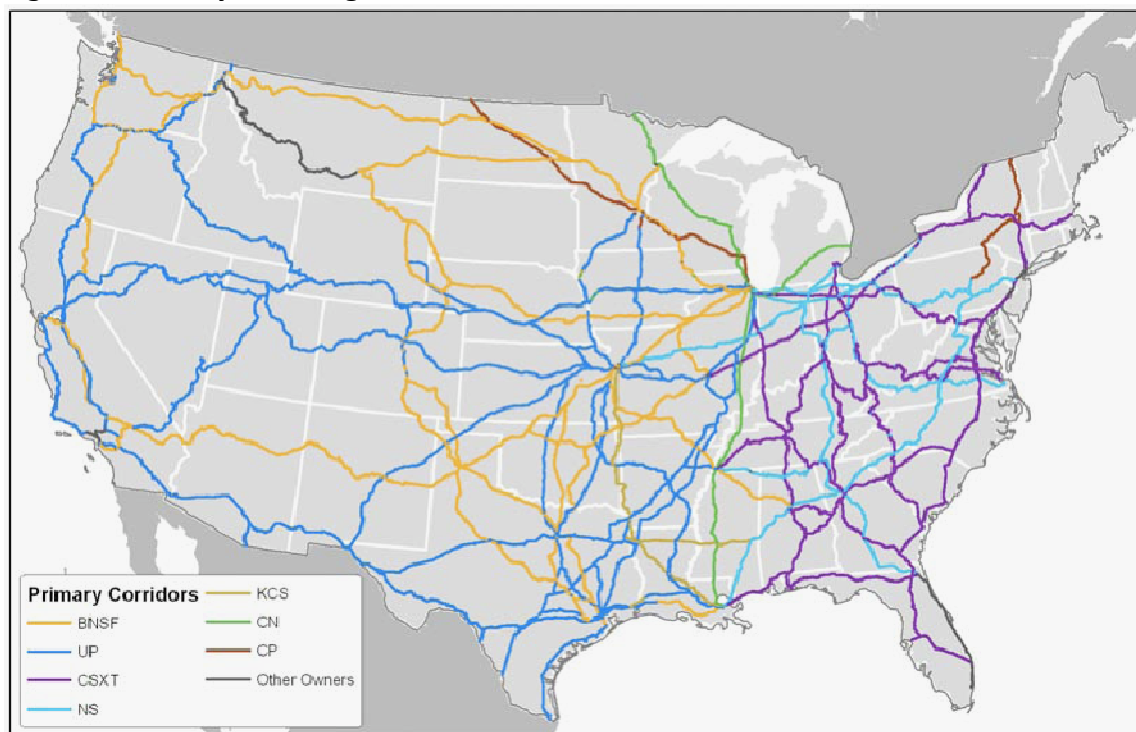 Primary Corridors
BNSF
UP
CSXT
NS
KCS
CN
CP
Other Owners